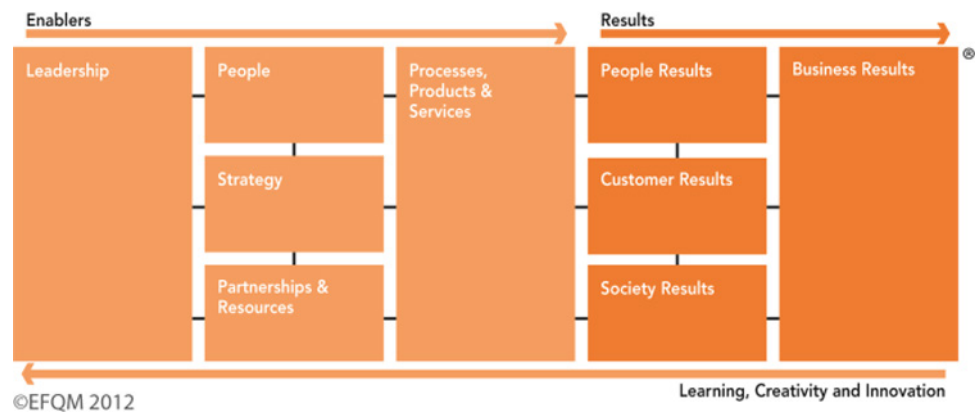 Enablers
Results
Leadership
People
Processes,
Products &
Services
People Results
Business Results
®
Strategy
Customer Results
Partnerships &
Resources
Society Results
Learning, Creativity and Innovation
©EFQM 2012